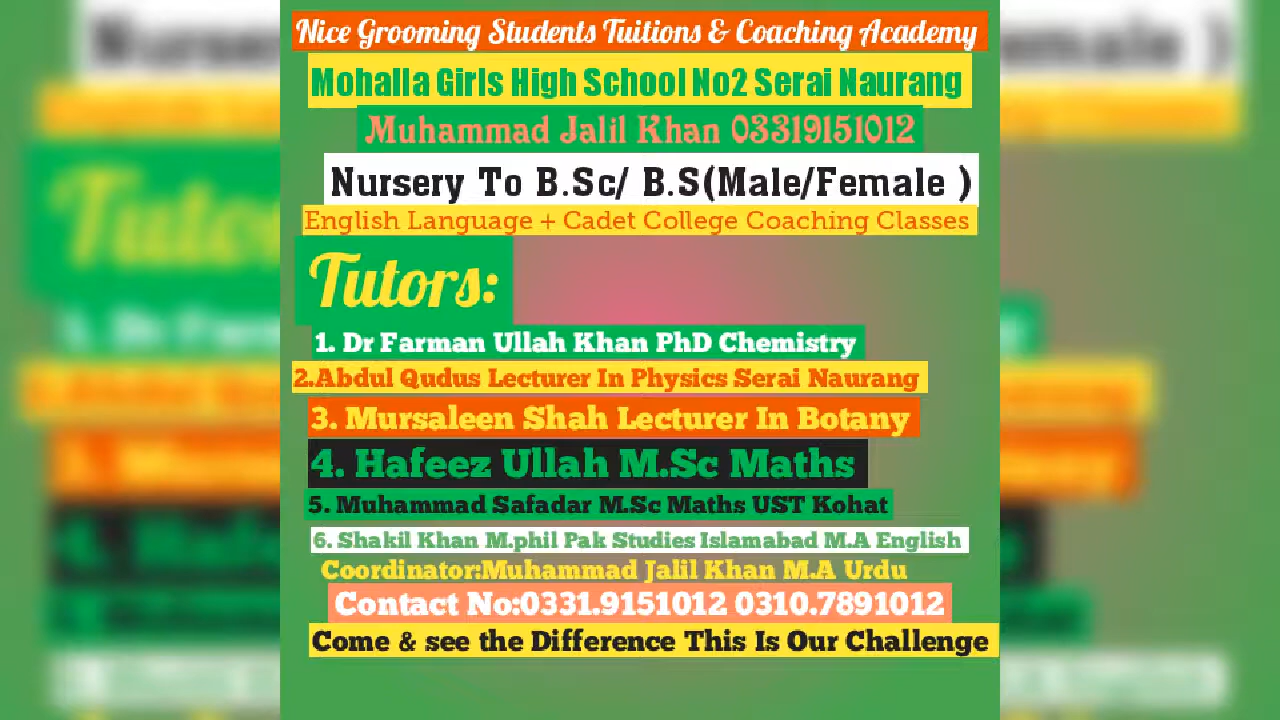 Nice Grooming Students Tuitions & Coaching Academy
Mohalla Girls High School No2 Serai Naurang
Muhammad Jalil Khan 03319151012
Nursery To B.Sc/ B.S(Male/Female )
English Language + Cadet College Coaching Classes
Tutors:
1. Dr Farman Ullah Khan PhD Chemistry
2.Abdul Qudus Lecturer In Physics Serai Naurang
3. Mursaleen Shah Lecturer In Botany
4. Hafeez Ullah M.Sc Maths
5. Muhammad Safadar M.Sc Maths UST Kohat
6. Shakil Khan M.phil Pak Studies Islamabad M.A English
Coordinator:Muhammad Jalil Khan M.A Urdu
Contact No:0331.9151012 0310.7891012
Come & see the Difference This Is Our Challenge